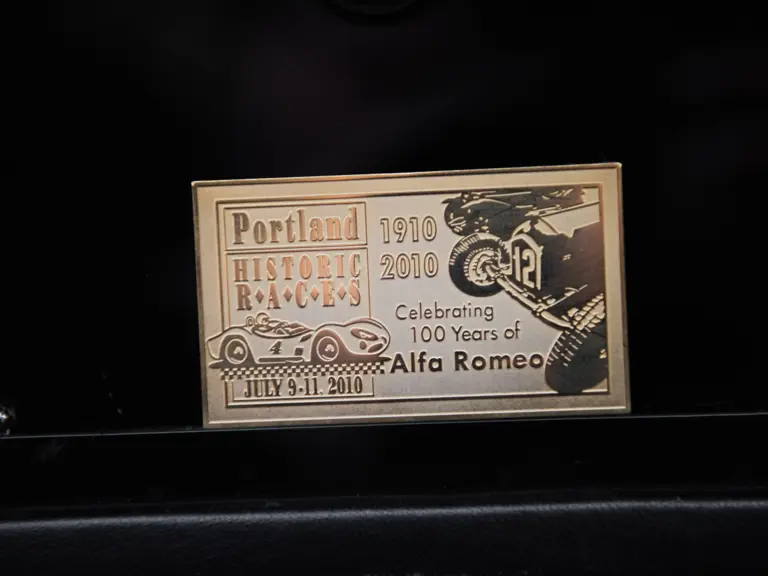 Portland
HISTORIC
R♦A♦C♦E♦S
4
JULY 9-11, 2010
1910
2010
Celebrating
100 Years of
Alfa Romeo
12